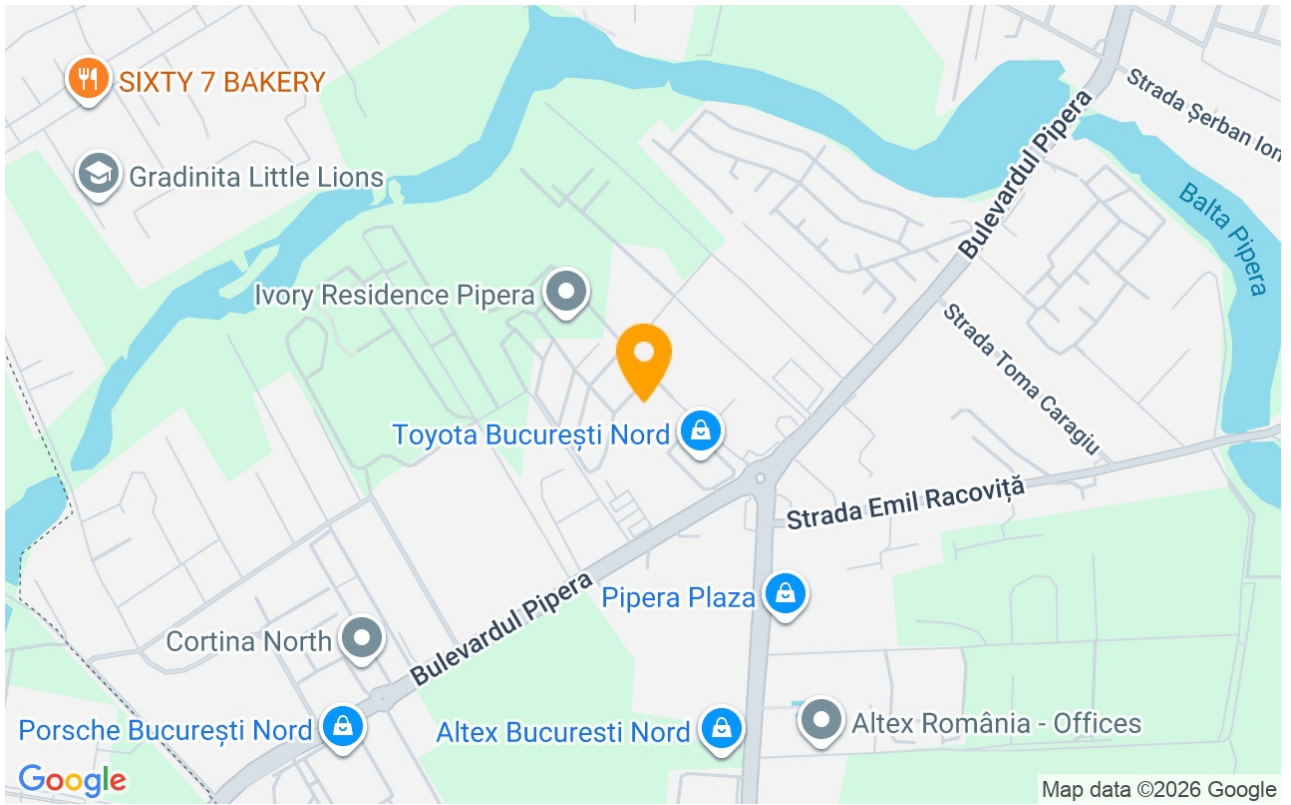 SIXTY 7 BAKERY
Strada Șerban Ion
Bulevardul Pipera
Gradinita Little Lions
Balta Pipera
Ivory Residence Pipera
Strada Toma Caragiu
Toyota București Nord
Strada Emil Racoviță
Bulevardul Pipera
Pipera Plaza
Cortina North
Porsche București Nord
Altex Bucuresti Nord
Altex România - Offices
Google
Map data ©2026 Google